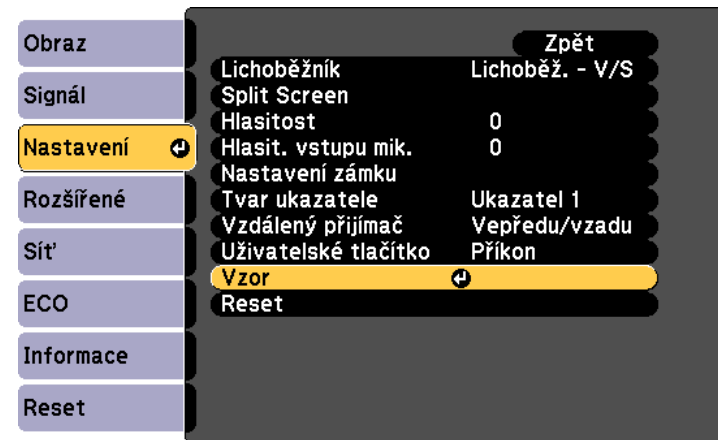 Obraz
Signál
Nastavení
Rozšířené
Síť
ECO
Informace
Reset
Zpět
Lichoběžník Lichoběž. - V/S
Split Screen
Hlasitost 0
Hlasit. vstupu mik. 0
Nastavení zámku
Tvar ukazatele Ukazatel 1
Vzdálený přijímač Vepředu/vzadu
Uživatelské tlačítko Příkon
Vzor
Reset